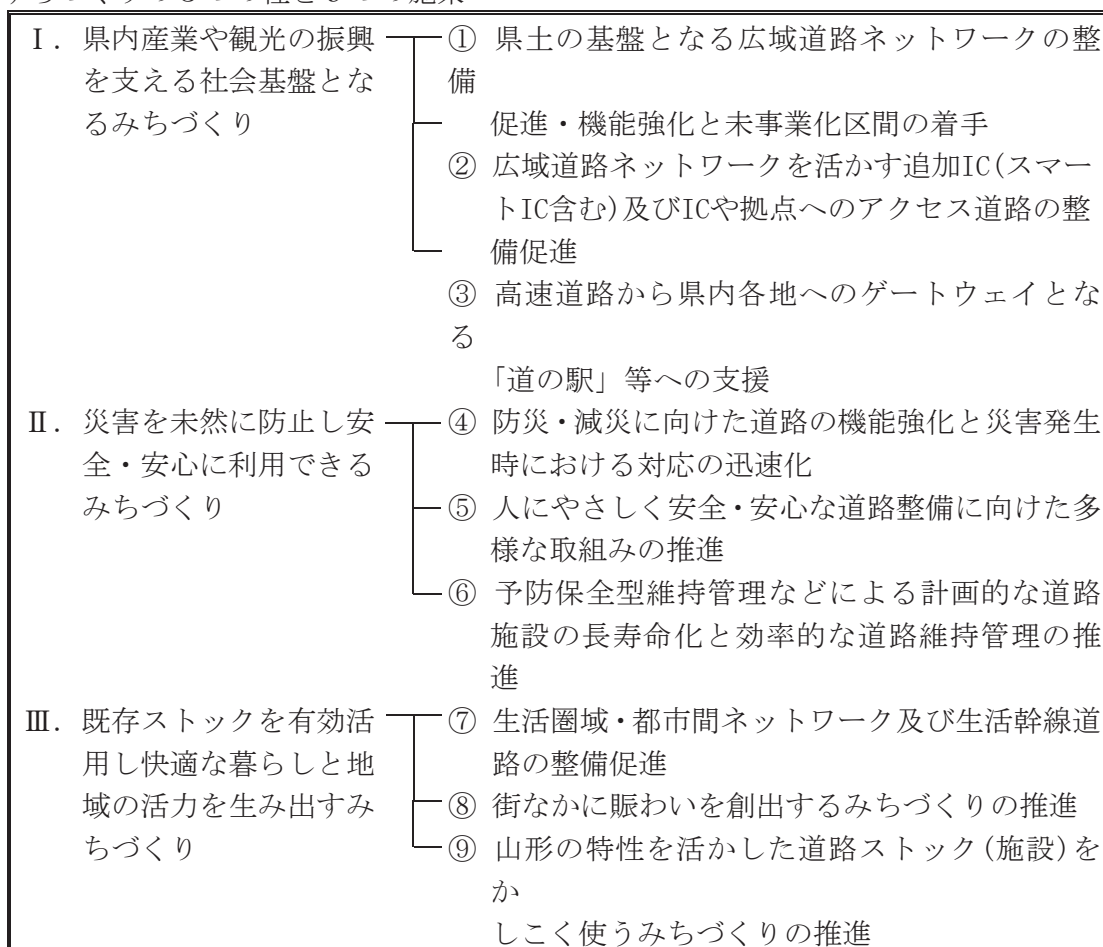 Ⅰ．県内産業や観光の振興
を支える社会基盤とな
るみちづくり
① 県土の基盤となる広域道路ネットワークの整
備
促進・機能強化と未事業化区間の着手
② 広域道路ネットワークを活かす追加IC(スマー
トIC含む)及びICや拠点へのアクセス道路の整
備促進
③ 高速道路から県内各地へのゲートウェイとな
る
「道の駅」等への支援
Ⅱ．災害を未然に防止し安
全・安心に利用できる
みちづくり
④ 防災・減災に向けた道路の機能強化と災害発生
時における対応の迅速化
⑤ 人にやさしく安全・安心な道路整備に向けた多
様な取組みの推進
⑥ 予防保全型維持管理などによる計画的な道路
施設の長寿命化と効率的な道路維持管理の推
進
Ⅲ．既存ストックを有効活
用し快適な暮らしと地
域の活力を生み出すみ
ちづくり
⑦ 生活圏域・都市間ネットワーク及び生活幹線道
路の整備促進
⑧ 街なかに賑わいを創出するみちづくりの推進
⑨ 山形の特性を活かした道路ストック(施設)を
か
しこく使うみちづくりの推進